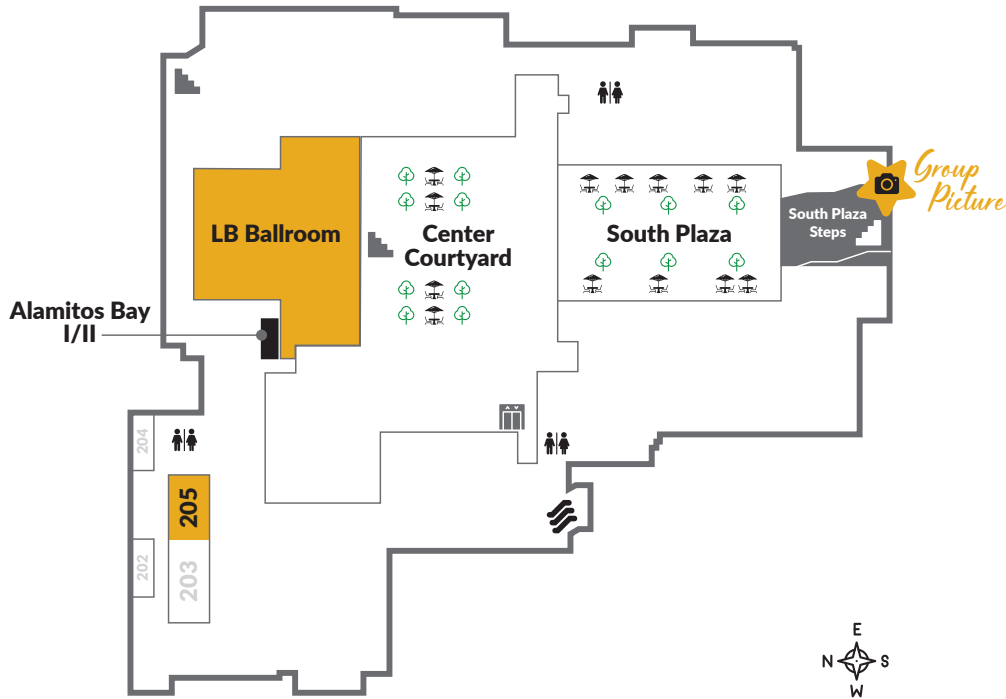 Group
Picture
South Plaza
Steps
LB Ballroom
Center
Courtyard
South Plaza
Alamitos Bay
I/II
204
205
202
203
E
N
S
W